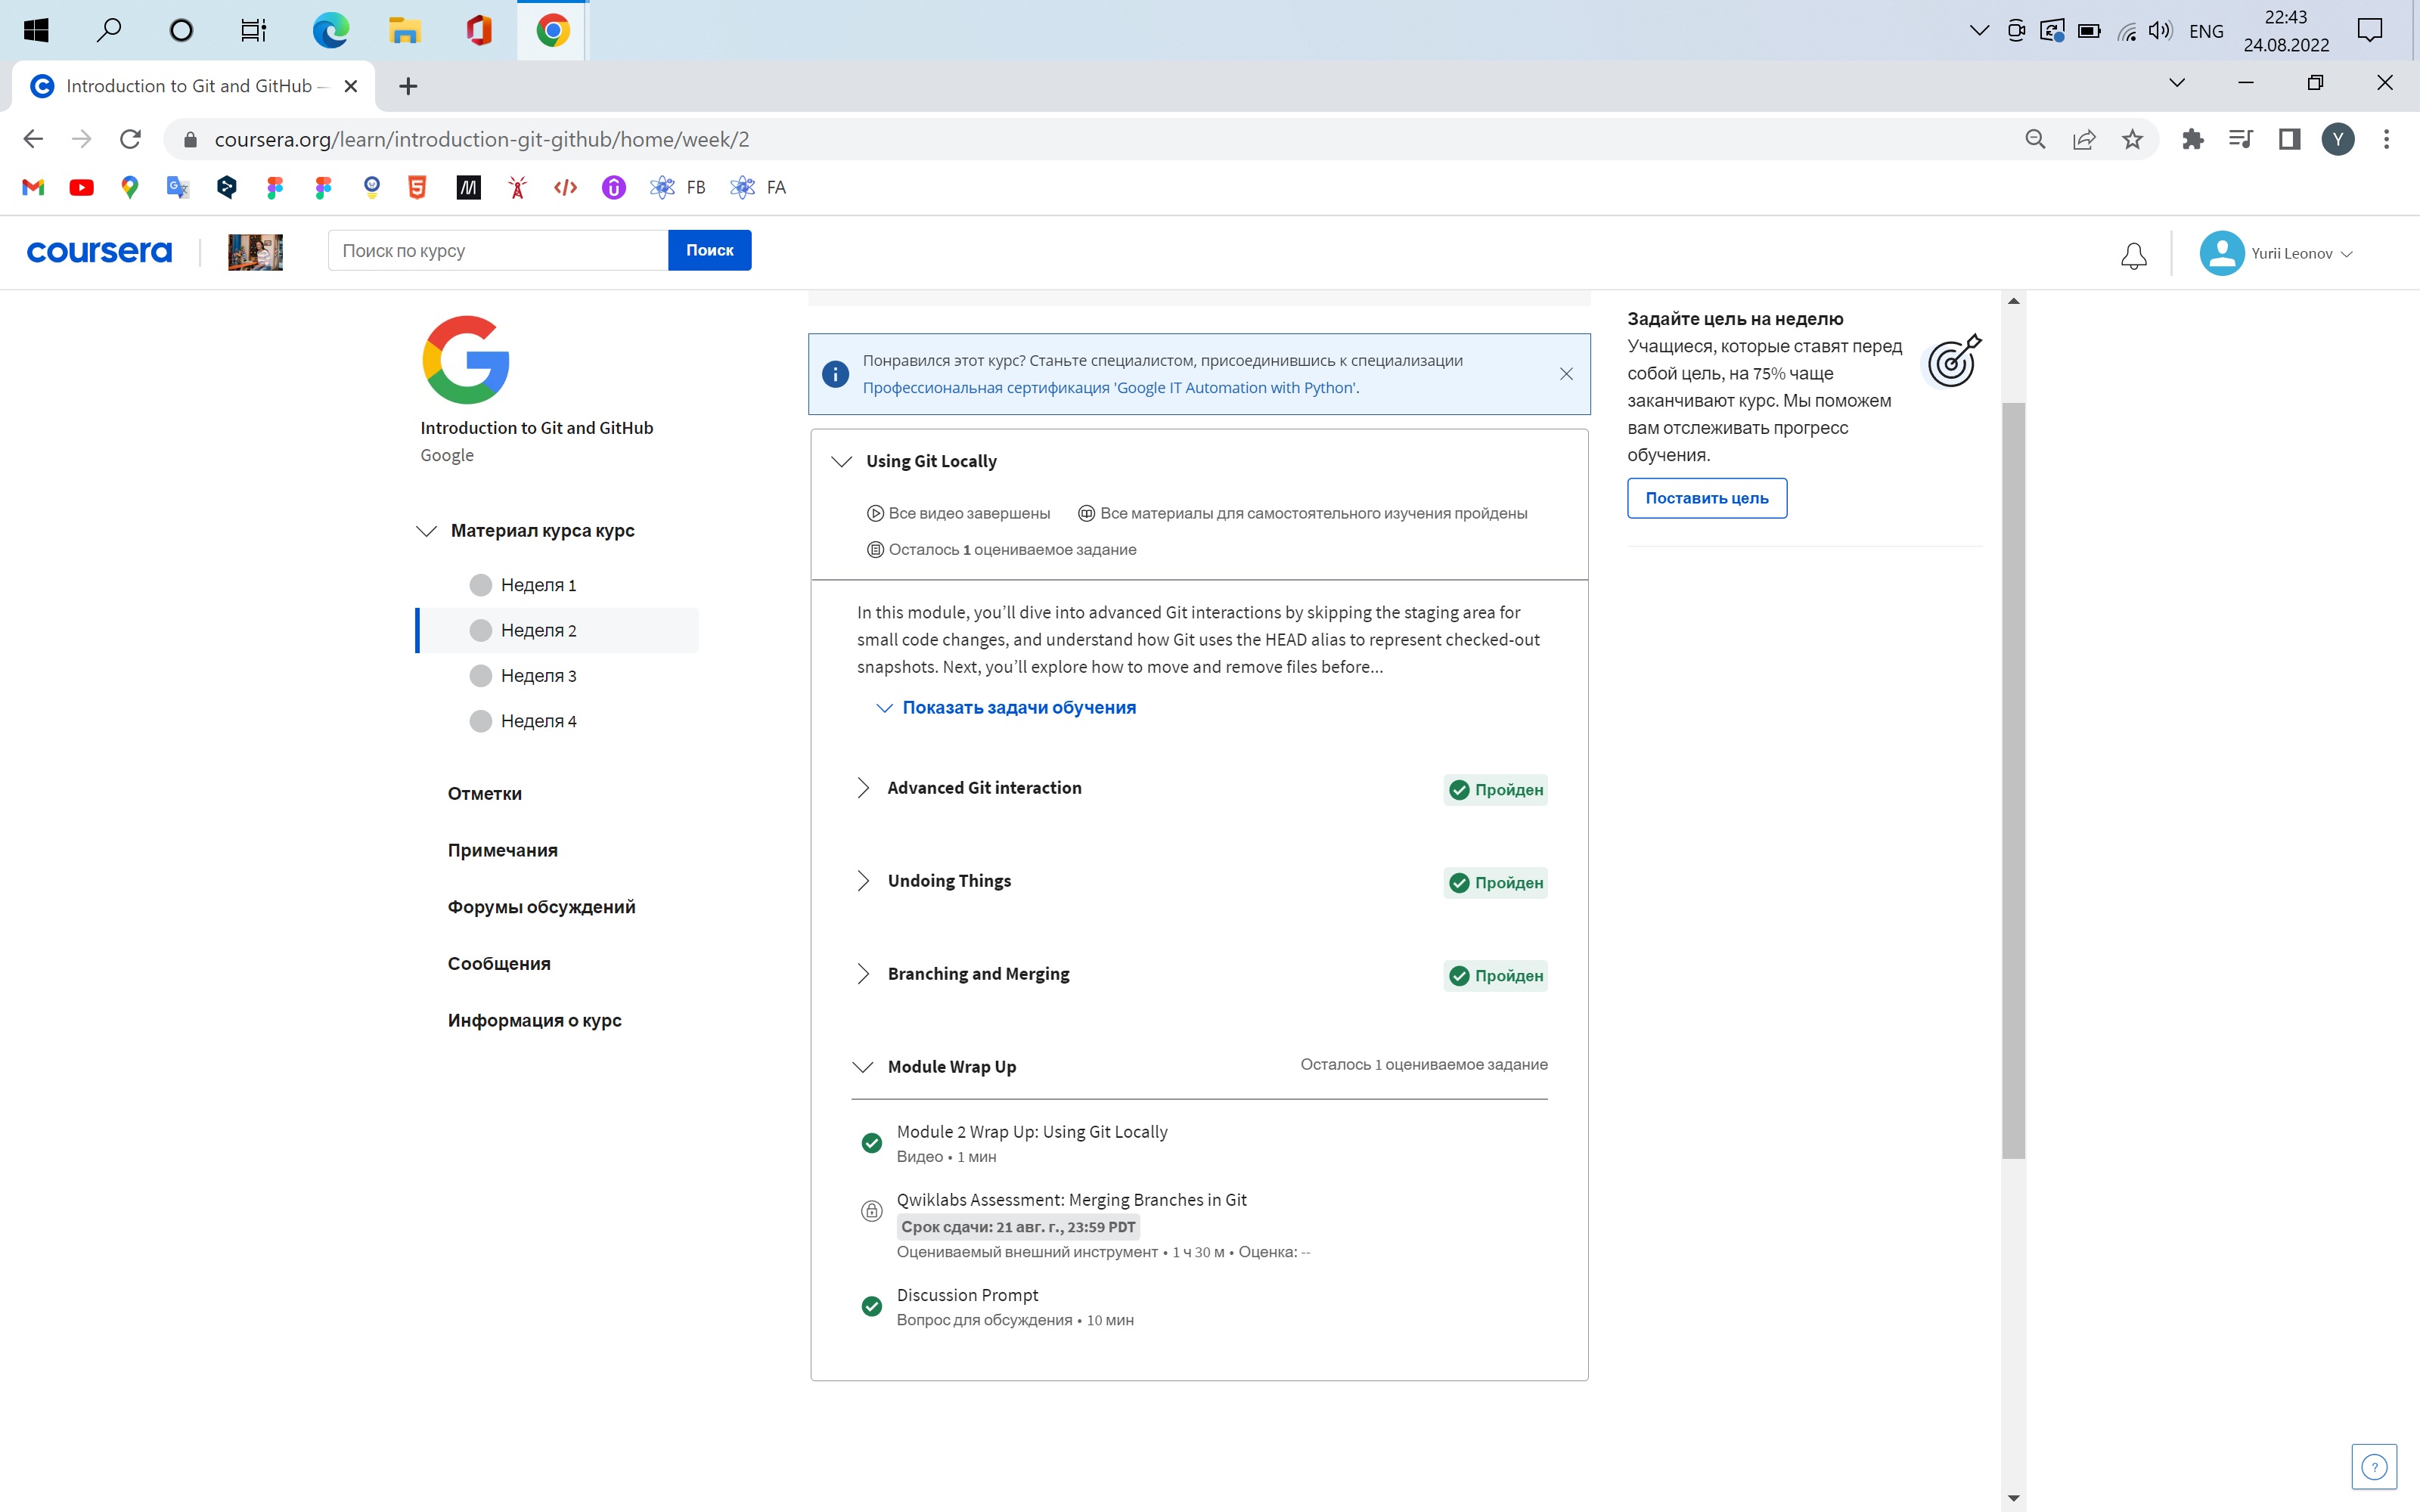 ENG
22:43
24.08.2022
Introduction to Git and GitHub –
coursera.org/learn/introduction-git-github/home/week/2
Y
FB
FA
coursera
Поиск по курсу
Поиск
Yurii Leonov
Introduction to Git and GitHub
Google
Материал курса курс
Неделя 1
Неделя 2
Неделя 3
Неделя 4
Отметки
Примечания
Форумы обсуждений
Сообщения
Информация о курс
Понравился этот курс? Станьте специалистом, присоединившись к специализации
Профессиональная сертификация 'Google IT Automation with Python'.
Using Git Locally
Все видео завершены
Все материалы для самостоятельного изучения пройдены
Осталось 1 оцениваемое задание
In this module, you’ll dive into advanced Git interactions by skipping the staging area for
small code changes, and understand how Git uses the HEAD alias to represent checked-out
snapshots. Next, you’ll explore how to move and remove files before...
Показать задачи обучения
Advanced Git interaction
Пройден
Undoing Things
Пройден
Branching and Merging
Пройден
Module Wrap Up
Осталось 1 оцениваемое задание
Module 2 Wrap Up: Using Git Locally
Видео • 1 мин
Qwiklabs Assessment: Merging Branches in Git
Срок сдачи: 21 авг. г., 23:59 PDT
Оцениваемый внешний инструмент • 1 ч 30 м • Оценка: --
Discussion Prompt
Вопрос для обсуждения • 10 мин
Задайте цель на неделю
Учащиеся, которые ставят перед
собой цель, на 75% чаще
заканчивают курс. Мы поможем
вам отслеживать прогресс
обучения.
Поставить цель
?